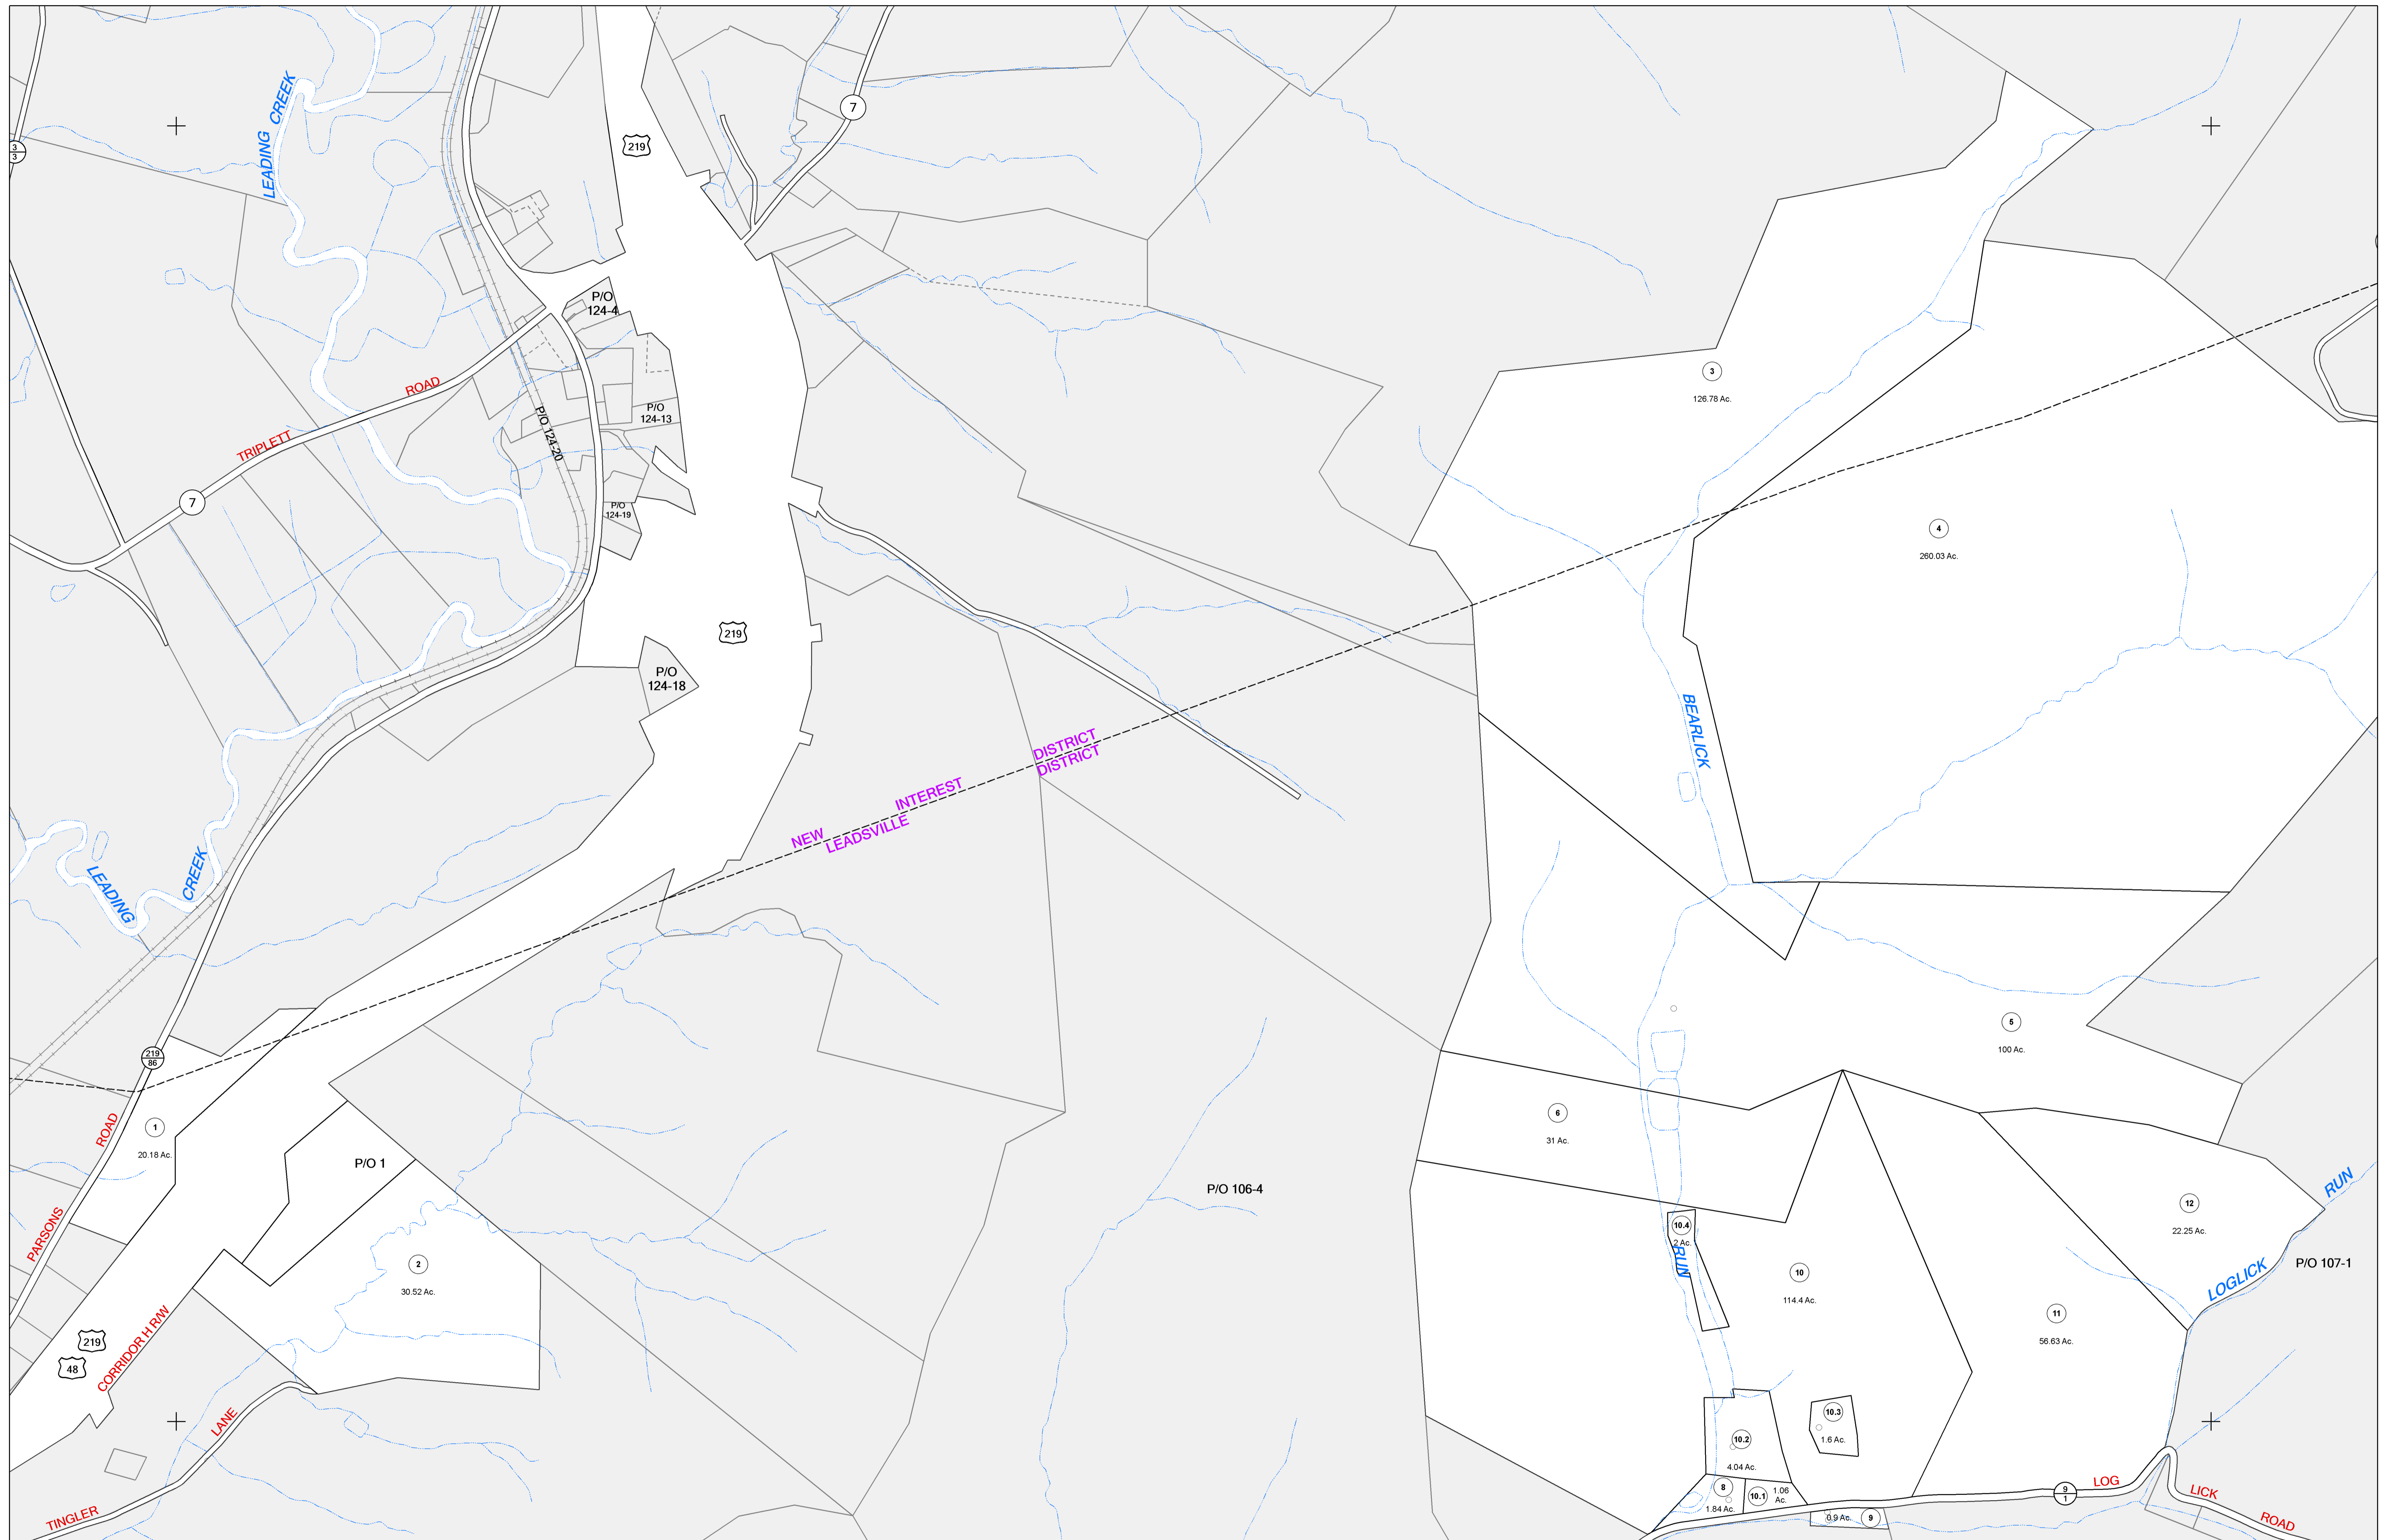 LEADING CREEK
3
3
219
7
P/O
124-4
ROAD
TRIPLETT
P/O
124-13
P/O 124-20
7
P/O
124-19
219
P/O
124-18
3
126.78 Ac.
4
260.03 Ac.
BEARLICK
DISTRICT
DISTRICT
INTEREST
NEW
LEADSVILLE
LEADING
CREEK
219
86
ROAD
PARSONS
1
20.18 Ac.
P/O 1
2
30.52 Ac.
219
48
CORRIDOR H R/W
LANE
TINGLER
P/O 106-4
5
100 Ac.
6
31 Ac.
10.4
2 Ac.
RUN
10
114.4 Ac.
11
56.63 Ac.
12
22.25 Ac.
RUN
LOGLICK
P/O 107-1
10.3
1.6 Ac.
10.2
4.04 Ac.
8
1.84 Ac.
10.1
1.06
Ac.
0.9 Ac.
9
9
1
LOG
LICK
ROAD